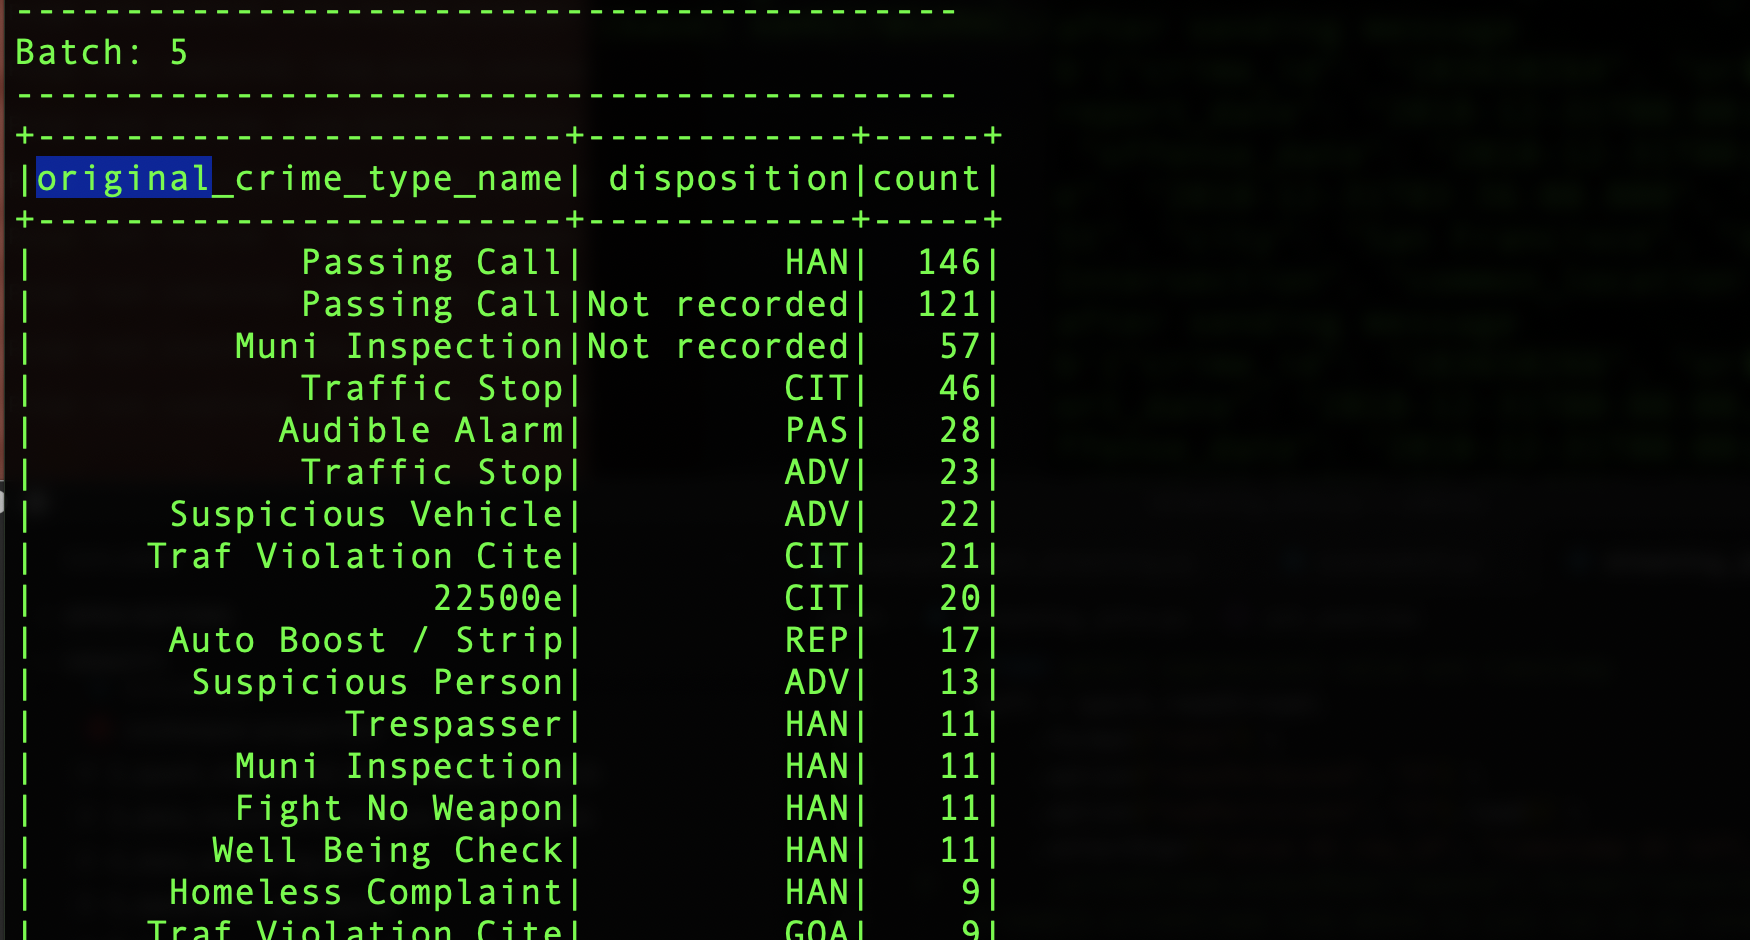 -------------------------------------------
Batch: 5
-------------------------------------------
+------------------------+------------+-----+
|original_crime_type_name| disposition|count|
+------------------------+------------+-----+
|            Passing Call|         HAN|  146|
|            Passing Call|Not recorded|  121|
|         Muni Inspection|Not recorded|   57|
|            Traffic Stop|         CIT|   46|
|           Audible Alarm|         PAS|   28|
|            Traffic Stop|         ADV|   23|
|      Suspicious Vehicle|         ADV|   22|
|     Traf Violation Cite|         CIT|   21|
|                  22500e|         CIT|   20|
|      Auto Boost / Strip|         REP|   17|
|       Suspicious Person|         ADV|   13|
|              Trespasser|         HAN|   11|
|         Muni Inspection|         HAN|   11|
|         Fight No Weapon|         HAN|   11|
|        Well Being Check|         HAN|   11|
|      Homeless Complaint|         HAN|    9|
|     Traf Violation Cite|         GOA|    9|